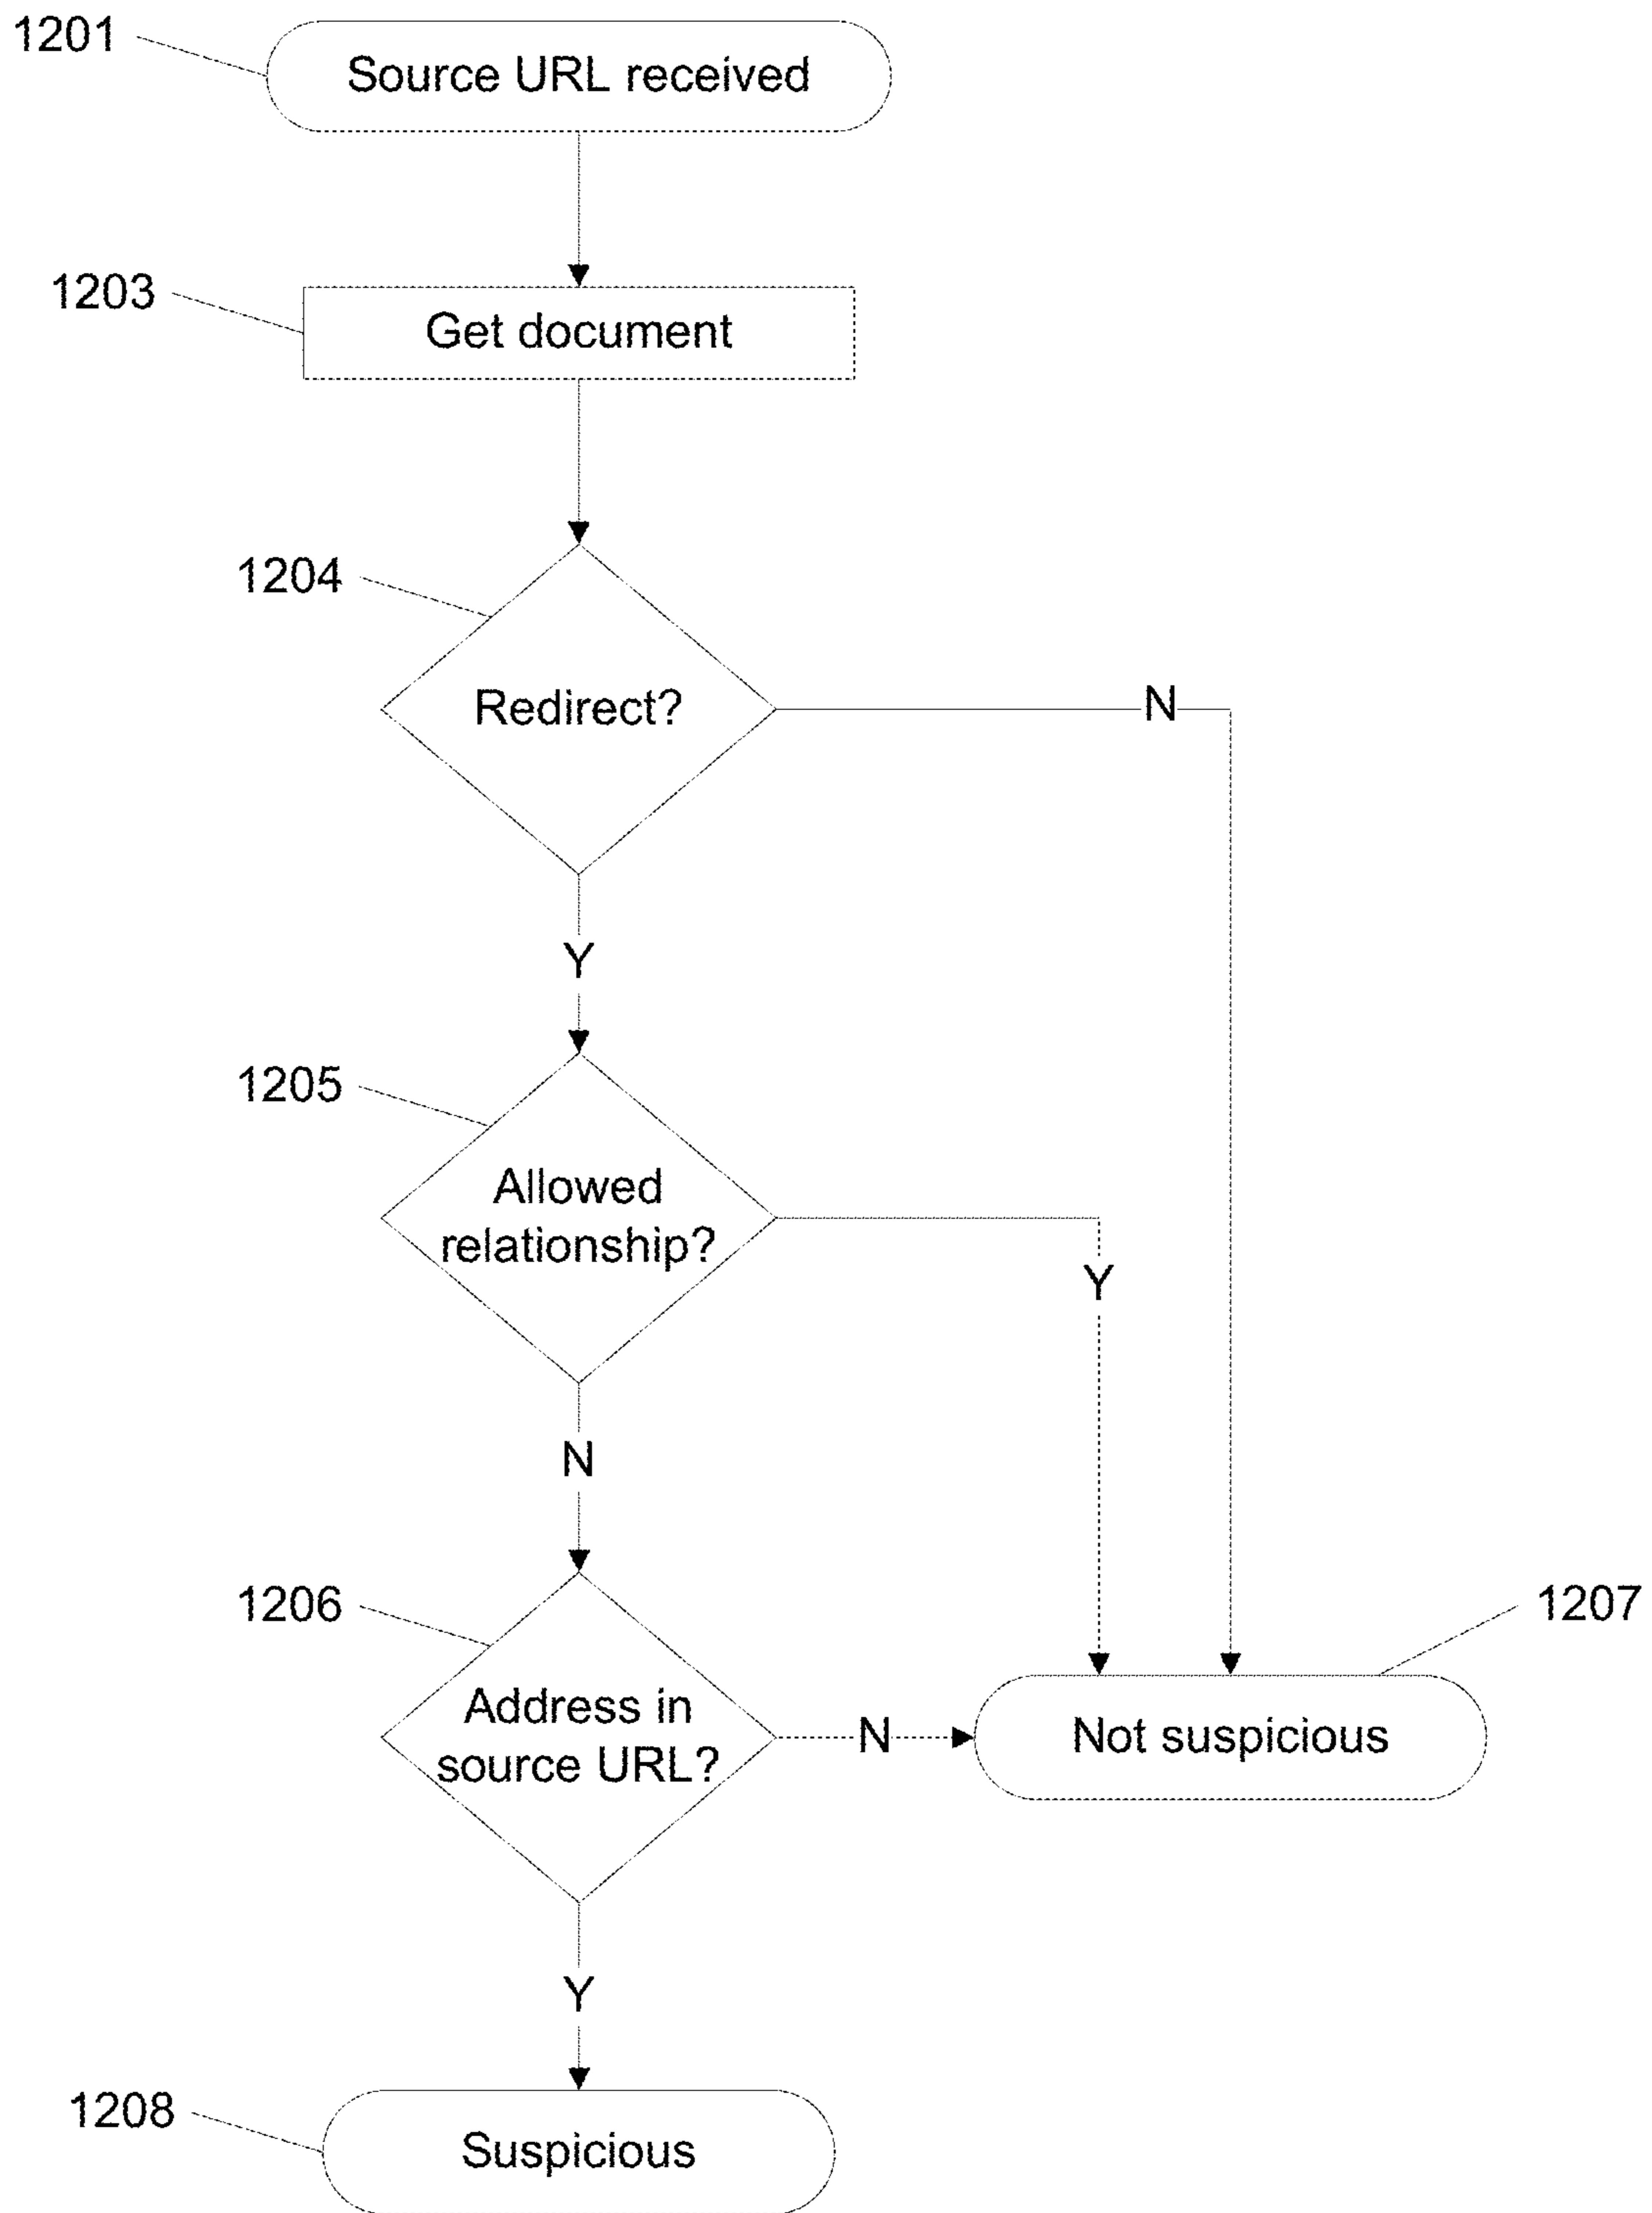 1201
Source URL received
1203
Get document
1204
Redirect?
N
Y
1205
Allowed
relationship?
Y
N
1206
1207
Address in
source URL?
N
Not suspicious
Y
1208
Suspicious